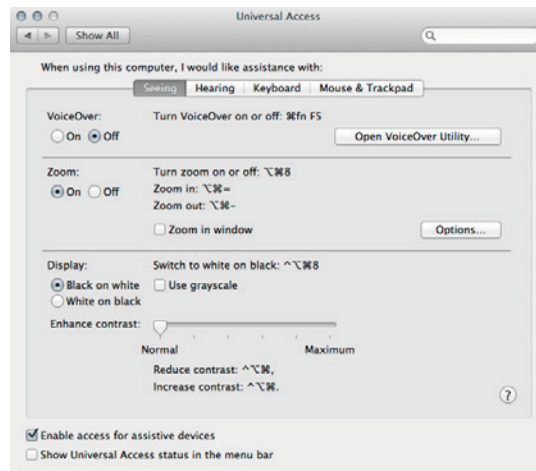 Universal Access
Show All
When using this computer, I would like assistance with:
Seeing Hearing Keyboard Mouse & Trackpad
VoiceOver: Turn VoiceOver on or off: ⌘fn F5
On Off Open VoiceOver Utility...
Zoom: Turn zoom on or off: ⌥⌘8
On Off Zoom in: ⌥⌘=
Zoom out: ⌥⌘-
Zoom in window Options...
Display: Switch to white on black: ^⌥⌘8
Black on white Use grayscale
White on black
Enhance contrast:
Normal Maximum
Reduce contrast: ^⌥⌘,
Increase contrast: ^⌥⌘.
?
Enable access for assistive devices
Show Universal Access status in the menu bar